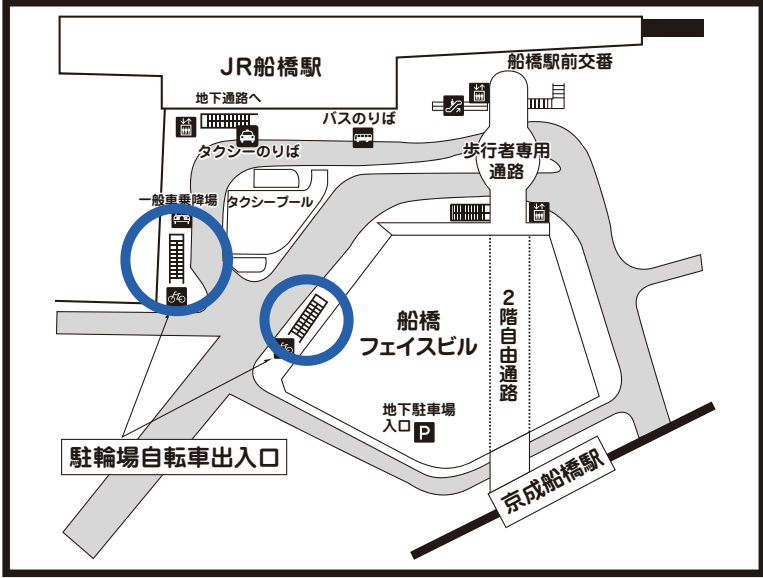 JR船橋駅
船橋駅前交番
地下通路へ
バスのりば
タクシーのりば
歩行者専用
通路
一般車乗降場
タクシープール
船橋
フェイスビル
2階自由通路
地下駐車場
入口 P
駐輪場自転車出入口
京成船橋駅